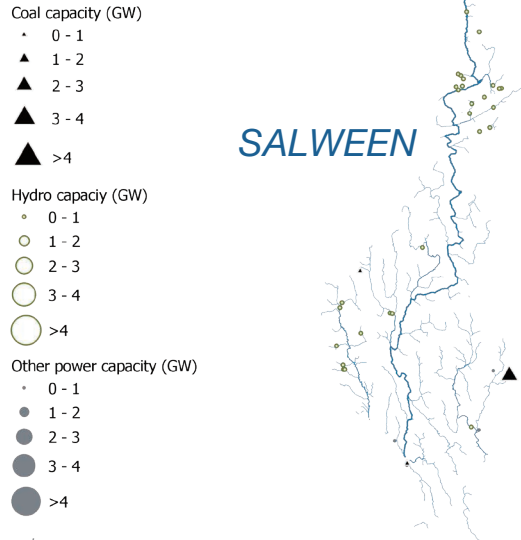 Coal capacity (GW)
0 - 1
1 - 2
2 - 3
3 - 4
>4
SALWEEN
Hydro capaciy (GW)
0 - 1
1 - 2
2 - 3
3 - 4
>4
Other power capacity (GW)
0 - 1
1 - 2
2 - 3
3 - 4
>4